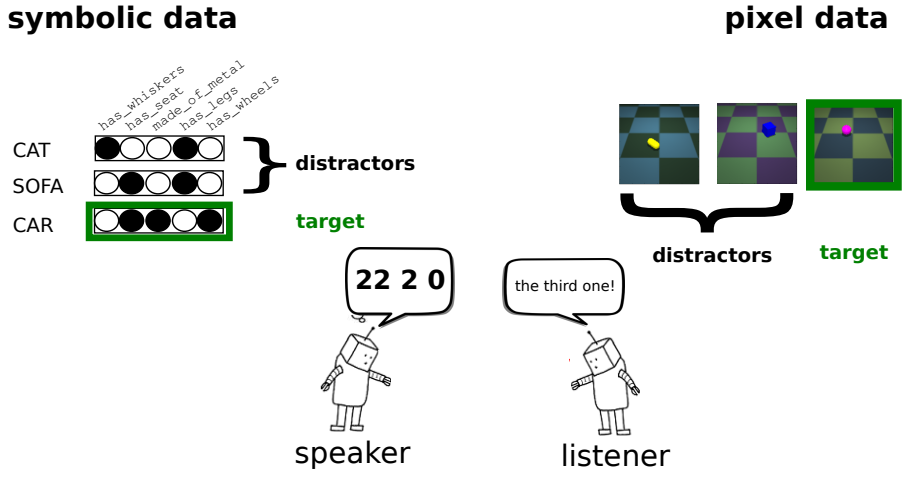 symbolic data
pixel data
has_whiskers
has_seat
made_of_metal
has_legs
has_wheels
CAT
SOFA
CAR
distractors
target
distractors
target
22 2 0
the third one!
speaker
listener